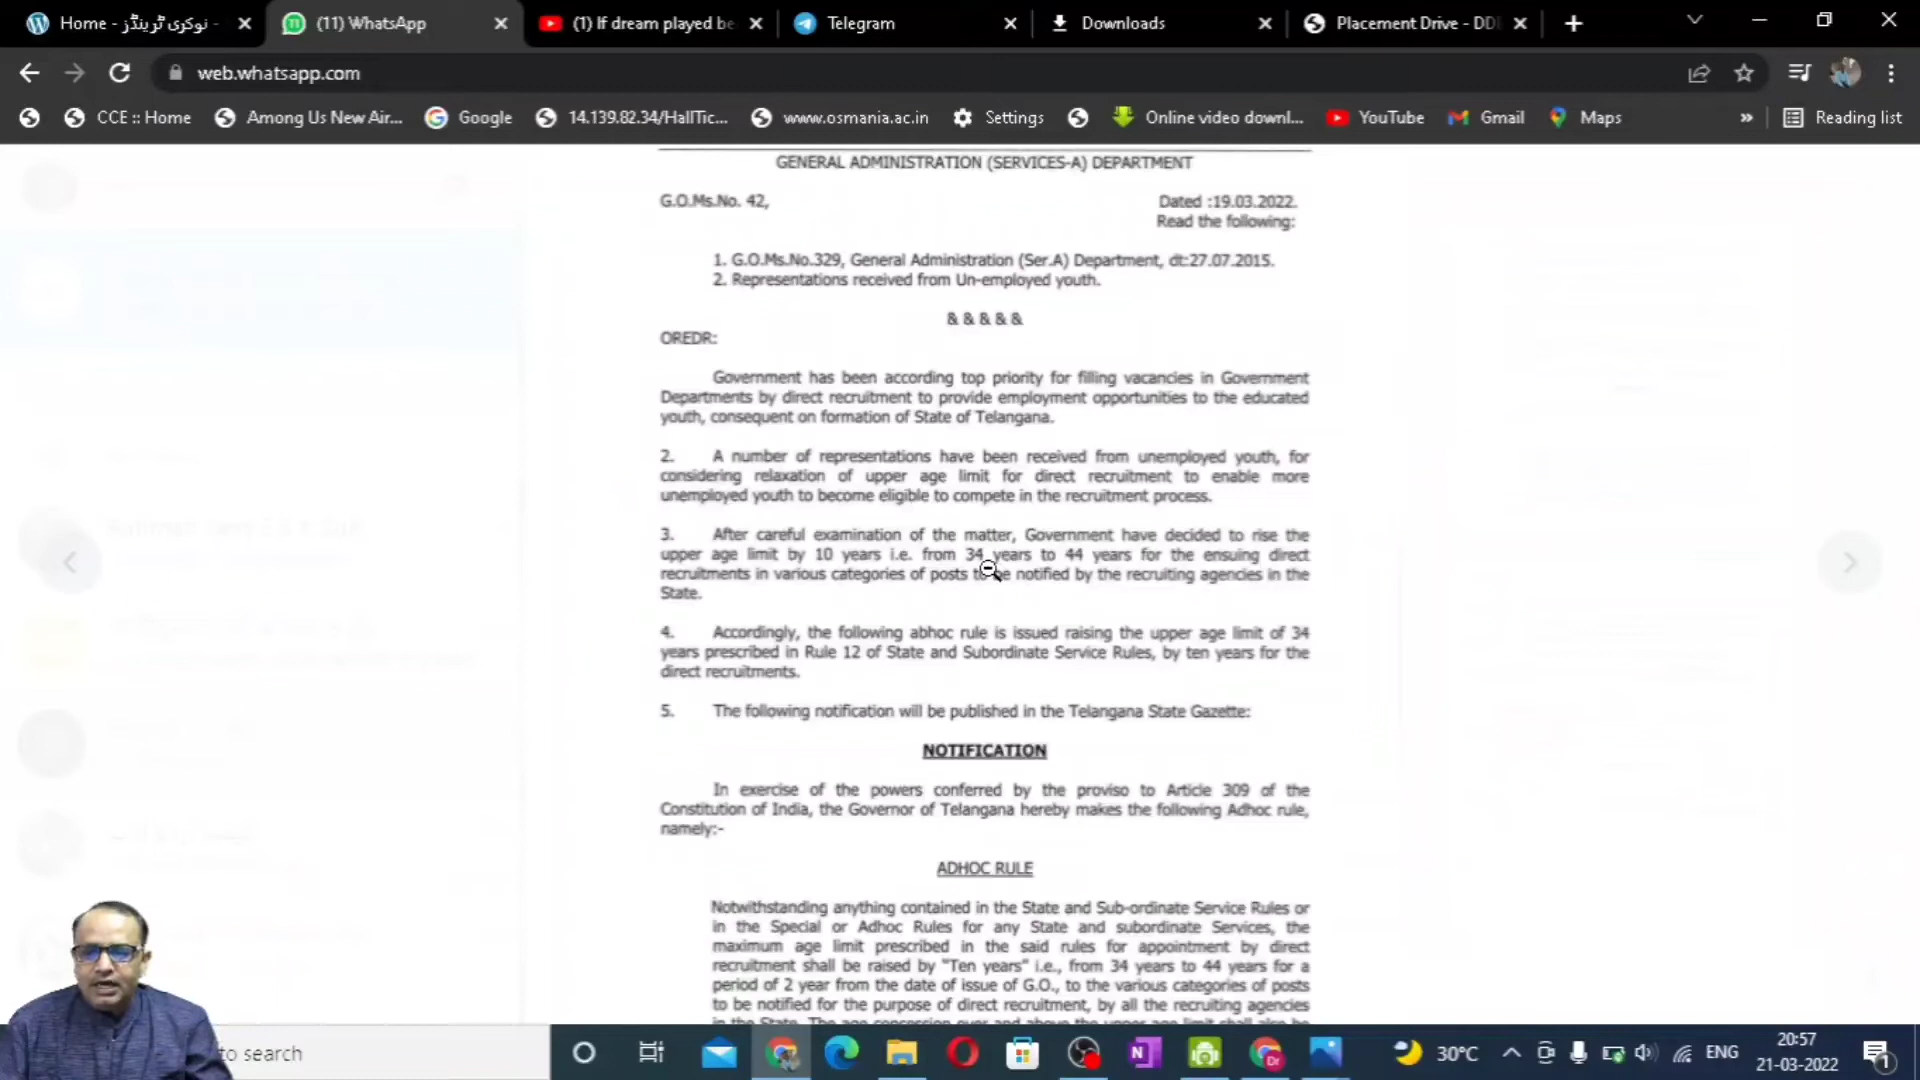 Home - نوکری ٹرینڈز -
(11) WhatsApp
(1) If dream played be
Telegram
Downloads
Placement Drive - DDU
web.whatsapp.com
CCE :: Home
Among Us New Air...
Google
14.139.82.34/HallTic...
www.osmania.ac.in
Settings
Online video downl...
YouTube
Gmail
Maps
»
Reading list
GENERAL ADMINISTRATION (SERVICES-A) DEPARTMENT
G.O.Ms.No. 42,
Dated :19.03.2022.
Read the following:
1. G.O.Ms.No.329, General Administration (Ser.A) Department, dt:27.07.2015.
2. Representations received from Un-employed youth.
& & & & &
OREDR:
Government has been according top priority for filling vacancies in Government
Departments by direct recruitment to provide employment opportunities to the educated
youth, consequent on formation of State of Telangana.
2. A number of representations have been received from unemployed youth, for
considering relaxation of upper age limit for direct recruitment to enable more
unemployed youth to become eligible to compete in the recruitment process.
3. After careful examination of the matter, Government have decided to rise the
upper age limit by 10 years i.e. from 34 years to 44 years for the ensuing direct
recruitments in various categories of posts to be notified by the recruiting agencies in the
State.
4. Accordingly, the following abhoc rule is issued raising the upper age limit of 34
years prescribed in Rule 12 of State and Subordinate Service Rules, by ten years for the
direct recruitments.
5. The following notification will be published in the Telangana State Gazette:
NOTIFICATION
In exercise of the powers conferred by the proviso to Article 309 of the
Constitution of India, the Governor of Telangana hereby makes the following Adhoc rule,
namely:-
ADHOC RULE
Notwithstanding anything contained in the State and Sub-ordinate Service Rules or
in the Special or Adhoc Rules for any State and subordinate Services, the
maximum age limit prescribed in the said rules for appointment by direct
recruitment shall be raised by "Ten years" i.e., from 34 years to 44 years for a
period of 2 year from the date of issue of G.O., to the various categories of posts
to be notified for the purpose of direct recruitment, by all the recruiting agencies
in the State. The age concession over and above the upper age limit shall also be
to search
30°C
ENG
20:57
21-03-2022
1